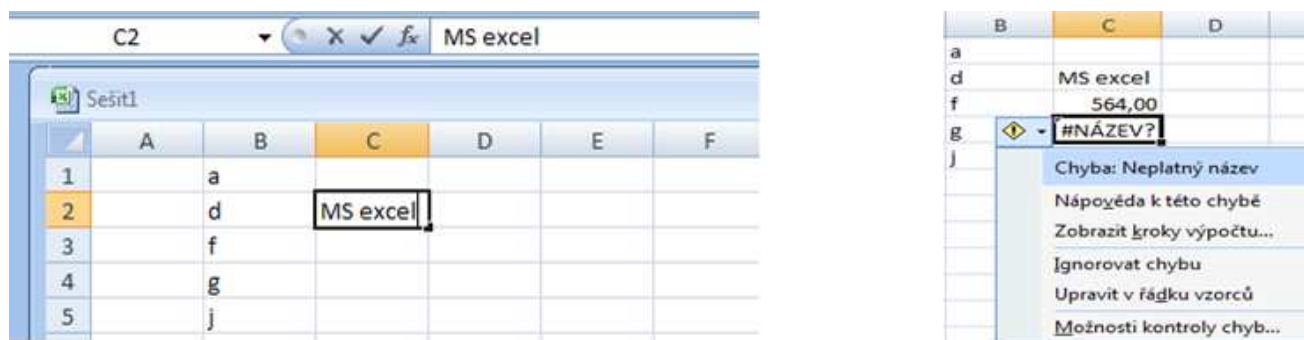 C2 fx MS excel
Sešit1
A B C D E F
1 a
2 d MS excel
3 f
4 g
5 j
B C D
a
d MS excel
f 564,00
g #NÁZEV?
j
Chyba: Neplatný název
Nápověda k této chybě
Zobrazit kroky výpočtu...
Ignorovat chybu
Upravit v řádku vzorců
Možnosti kontroly chyb...